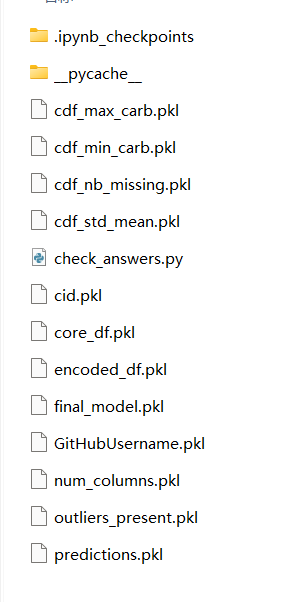 .ipynb_checkpoints
__pycache__
cdf_max_carb.pkl
cdf_min_carb.pkl
cdf_nb_missing.pkl
cdf_std_mean.pkl
check_answers.py
cid.pkl
core_df.pkl
encoded_df.pkl
final_model.pkl
GitHubUsername.pkl
num_columns.pkl
outliers_present.pkl
predictions.pkl